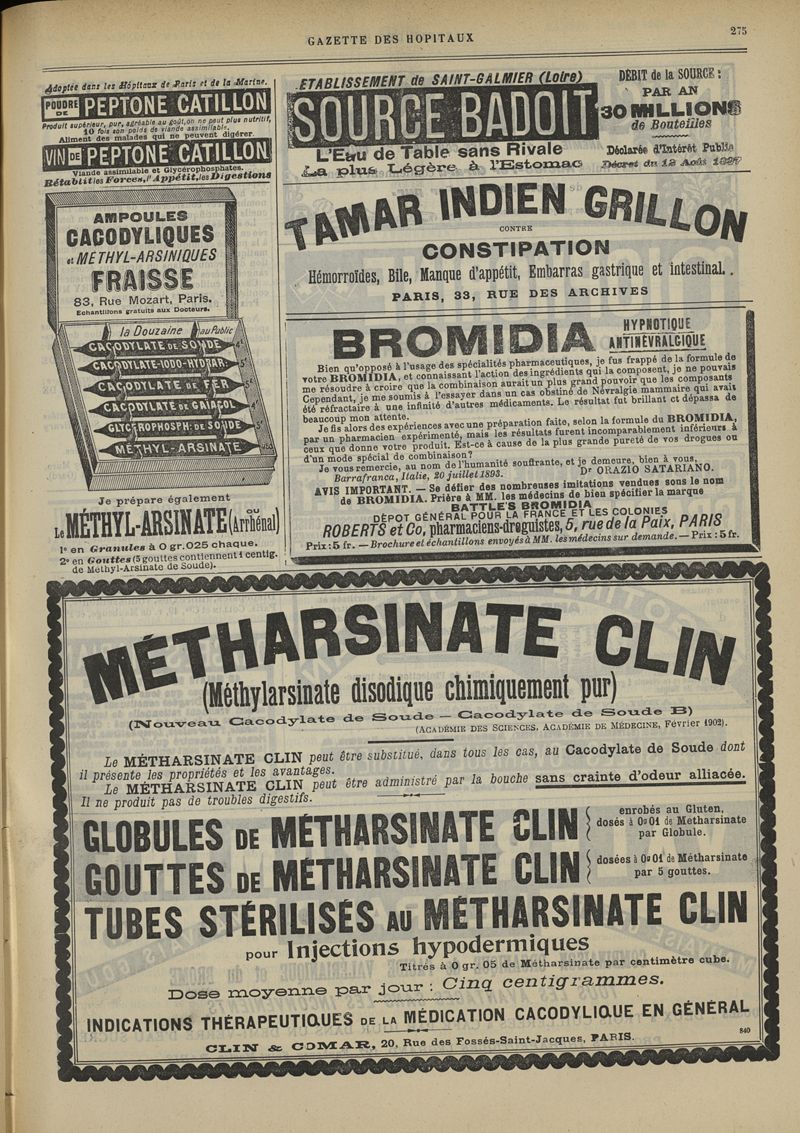 GAZETTE DES HOPITAUX
275
Adoptée dans les Hôpitaux de Paris et de la Marine.
POUDRE DE PEPTONE CATILLON
Produit supérieur, pur, agréable au goût, on ne peut plus nutritif,
10 fois son poids de viande assimilable.
Aliment des malades qui ne peuvent digérer.
VIN DE PEPTONE CATILLON
Viande assimilable et Glycérophosphates.
Rétablit les Forces, l'Appétit, les Digestions
AMPOULES
CACODYLIQUES
et MÉTHYL-ARSINIQUES
FRAISSE
83, Rue Mozart, Paris.
Echantillons gratuits aux Docteurs.
la Douzaine au Public
CACODYLATE DE SOUDE 4f
CACODYLATE-IODO-HYDRAR: 5f
CACODYLATE DE FER 4f
CACODYLATE DE GAÏACOL 4f
GLYCEROPHOSPH: DE SOUDE 5f
MÉTHYL-ARSINATE
Je prépare également
Le MÉTHYL-ARSINATE ou (Arrhénal)
1° en Granules à 0 gr. 025 chaque.
2° en Gouttes (5 gouttes contiennent 1 centig.
de Méthyl-Arsinate de Soude).
ETABLISSEMENT de SAINT-GALMIER (Loire)
SOURCE BADOIT
L'Eau de Table sans Rivale
La plus Légère à l'Estomac
DÉBIT de la SOURCE:
PAR AN
30 MILLIONS
de Bouteilles
Déclarée d'Intérêt Public
Décret du 12 Août 1897
TAMAR INDIEN GRILLON
CONTRE
CONSTIPATION
Hémorroïdes, Bile, Manque d'appétit, Embarras gastrique et intestinal.
PARIS, 33, RUE DES ARCHIVES
BROMIDIA HYPNOTIQUE
ANTINÉVRALGIQUE
Bien qu'opposé à l'usage des spécialités pharmaceutiques, je fus frappé de la formule de
votre BROMIDIA, et connaissant l'action des ingrédients qui la composent, je ne pouvais
me résoudre à croire que la combinaison aurait un plus grand pouvoir que les composants
Cependant, je me soumis à l'essayer dans un cas obstiné de Névralgie mammaire qui avait
été réfractaire à une infinité d'autres médicaments. Le résultat fut brillant et dépassa de
beaucoup mon attente.
Je fis alors des expériences avec une préparation faite, selon la formule du BROMIDIA,
par un pharmacien expérimenté, mais les résultats furent incomparablement inférieurs à
ceux que donne votre produit. Est-ce à cause de la plus grande pureté de vos drogues ou
d'un mode spécial de combinaison?
Je vous remercie, au nom de l'humanité souffrante, et je demeure, bien à vous,
Barrafranca, Italie, 20 juillet 1893. Dr ORAZIO SATARIANO.
AVIS IMPORTANT. — Se défier des nombreuses imitations vendues sous le nom
de BROMIDIA. Prière à MM. les médecins de bien spécifier la marque
BATTLE'S BROMIDIA
DÉPOT GÉNÉRAL POUR LA FRANCE ET LES COLONIES
ROBERTS et Co, pharmaciens-droguistes, 5, rue de la Paix, PARIS
Prix: 5 fr. — Brochure et échantillons envoyés à MM. les médecins sur demande. — Prix: 5 fr.
MÉTHARSINATE CLIN
(Méthylarsinate disodique chimiquement pur)
(Nouveau Cacodylate de Soude — Cacodylate de Soude B)
(ACADÉMIE DES SCIENCES, ACADÉMIE DE MÉDECINE, Février 1902).
Le MÉTHARSINATE CLIN peut être substitué, dans tous les cas, au Cacodylate de Soude dont
il présente les propriétés et les avantages.
Le MÉTHARSINATE CLIN peut être administré par la bouche sans crainte d'odeur alliacée.
Il ne produit pas de troubles digestifs.
GLOBULES DE MÉTHARSINATE CLIN
enrobés au Gluten,
dosés à 0gr01 de Métharsinate
par Globule.
GOUTTES DE MÉTHARSINATE CLIN
dosées à 0gr01 de Métharsinate
par 5 gouttes.
TUBES STÉRILISÉS AU MÉTHARSINATE CLIN
pour Injections hypodermiques
Titrés à 0 gr. 05 de Métharsinate par centimètre cube.
Dose moyenne par jour : Cinq centigrammes.
INDICATIONS THÉRAPEUTIQUES DE LA MÉDICATION CACODYLIQUE EN GÉNÉRAL
CLIN & COMAR, 20, Rue des Fossés-Saint-Jacques, PARIS.
840